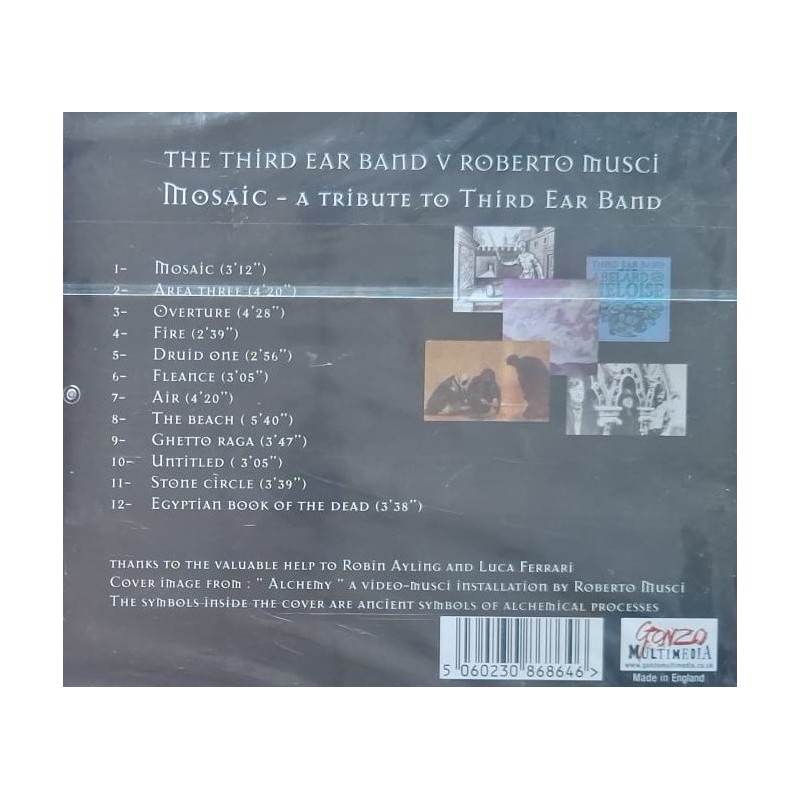 THE THIRD EAR BAND V ROBERTO MUSCI
MOSAIC - A TRIBUTE TO THIRD EAR BAND
1- MOSAIC (3'12")
2- AREA THREE (4'20")
3- OVERTURE (4'28")
4- FIRE (2'39")
5- DRUID ONE (2'56")
6- FLEANCE (3'05")
7- AIR (4'20")
8- THE BEACH ( 5'40")
9- GHETTO RAGA (3'47")
10- UNTITLED ( 3'05")
11- STONE CIRCLE (3'39")
12- EGYPTIAN BOOK OF THE DEAD (3'38")
THIRD EAR BAND
ABELARD
HELOISE
THANKS TO THE VALUABLE HELP TO ROBIN AYLING AND LUCA FERRARI
COVER IMAGE FROM : " ALCHEMY " A VIDEO-MUSCI INSTALLATION BY ROBERTO MUSCI
THE SYMBOLS INSIDE THE COVER ARE ANCIENT SYMBOLS OF ALCHEMICAL PROCESSES
5 060230 868646 >
GONZO
MULTIMEDIA
www.gonzomultimedia.co.uk
Made in England